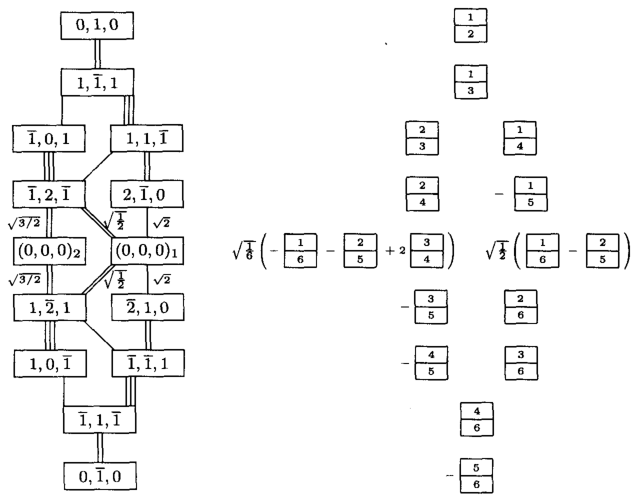 0, 1̅, 0
1
2
1, 1̅, 1
1
3
1̅, 0, 1
1, 1, 1̅
2
3
1
4
1̅, 2, 1̅
2, 1̅, 0
2
4
− 1
5
√3/2
√1/2
√2
(0, 0, 0)₂
(0, 0, 0)₁
√1/6 ( − 1
6 − 2
5 + 2 3
4 )
√1/2 ( 1
6 − 2
5 )
√3/2
√1/2
√2
1, 2̅, 1
2̅, 1, 0
− 3
5
2
6
1, 0, 1̅
1̅, 1̅, 1
− 4
5
3
6
1̅, 1, 1̅
4
6
0, 1̅, 0
− 5
6